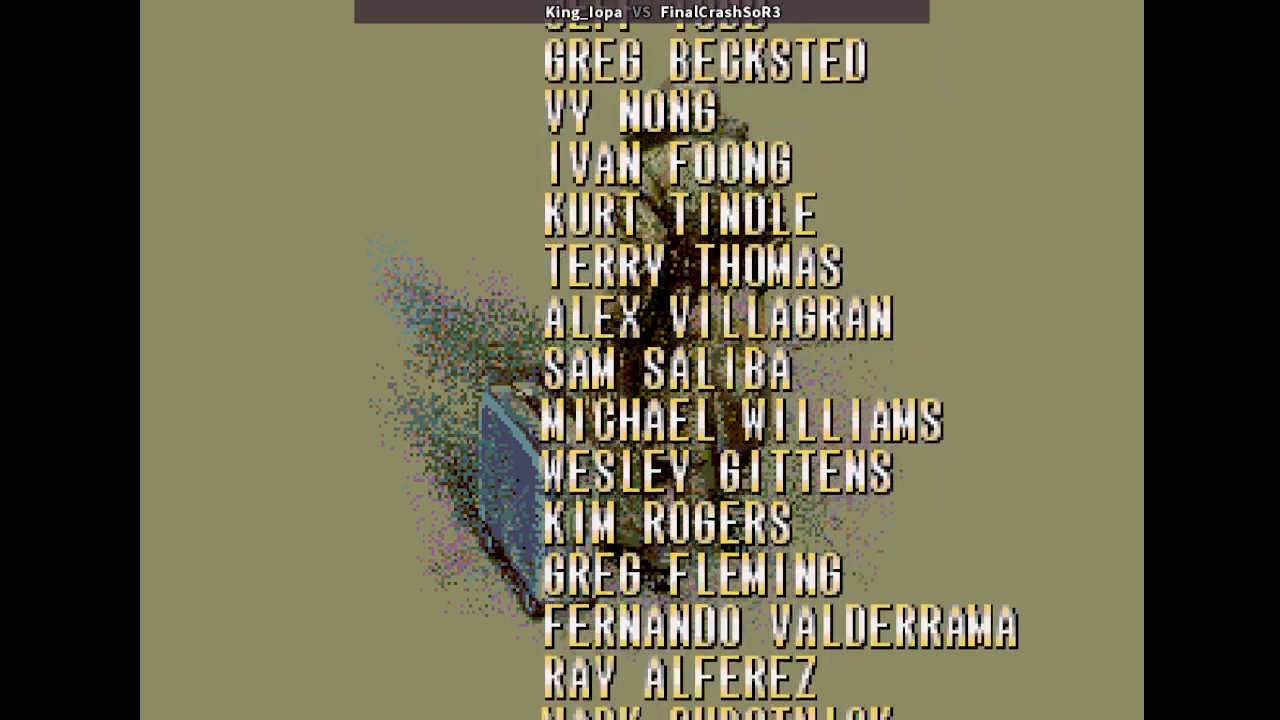 King_Iopa VS FinalCrashSoR3
GREG BECKSTED
VY NONG
IVAN FOONG
KURT TINDLE
TERRY THOMAS
ALEX VILLAGRAN
SAM SALIBA
MICHAEL WILLIAMS
WESLEY GITTENS
KIM ROGERS
GREG FLEMING
FERNANDO VALDERRAMA
RAY ALFEREZ
MARK